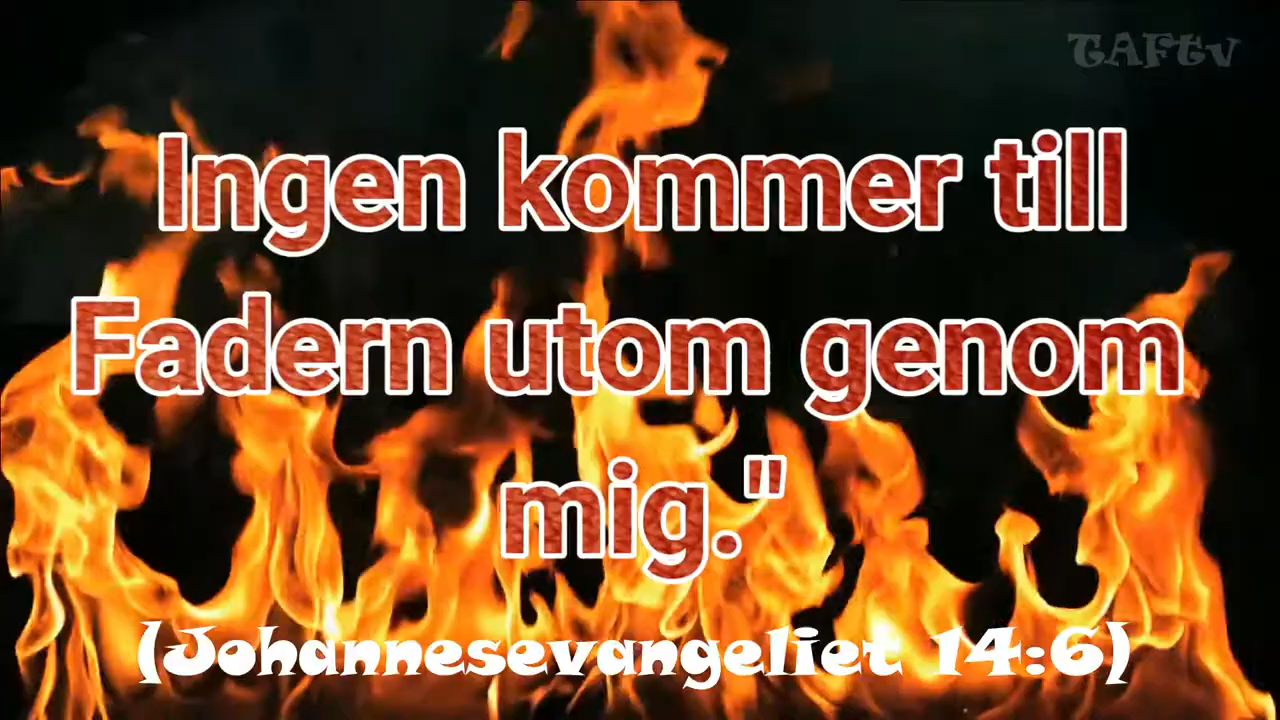 TAFtv
Ingen kommer till
Fadern utom genom
mig."
(Johannesevangeliet 14:6)